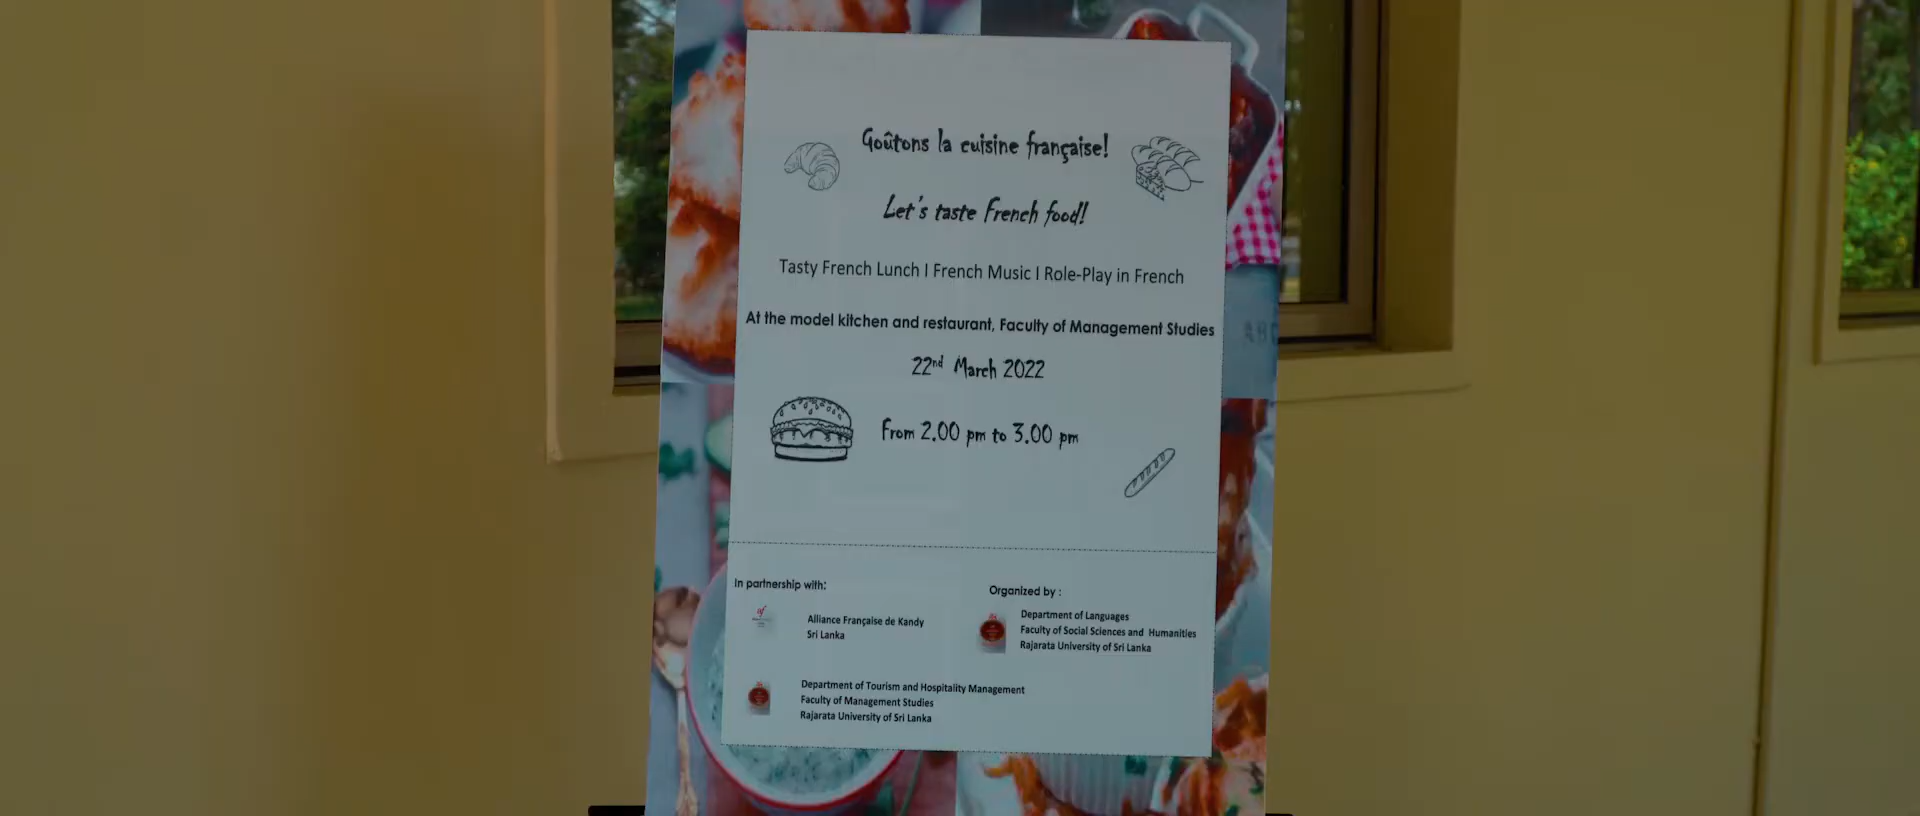 Goûtons la cuisine française!
Let's taste French food!
Tasty French Lunch I French Music I Role-Play in French
At the model kitchen and restaurant, Faculty of Management Studies
22nd March 2022
From 2.00 pm to 3.00 pm
In partnership with:
af
Alliance Française de Kandy
Sri Lanka
Organized by :
Department of Languages
Faculty of Social Sciences and Humanities
Rajarata University of Sri Lanka
Department of Tourism and Hospitality Management
Faculty of Management Studies
Rajarata University of Sri Lanka